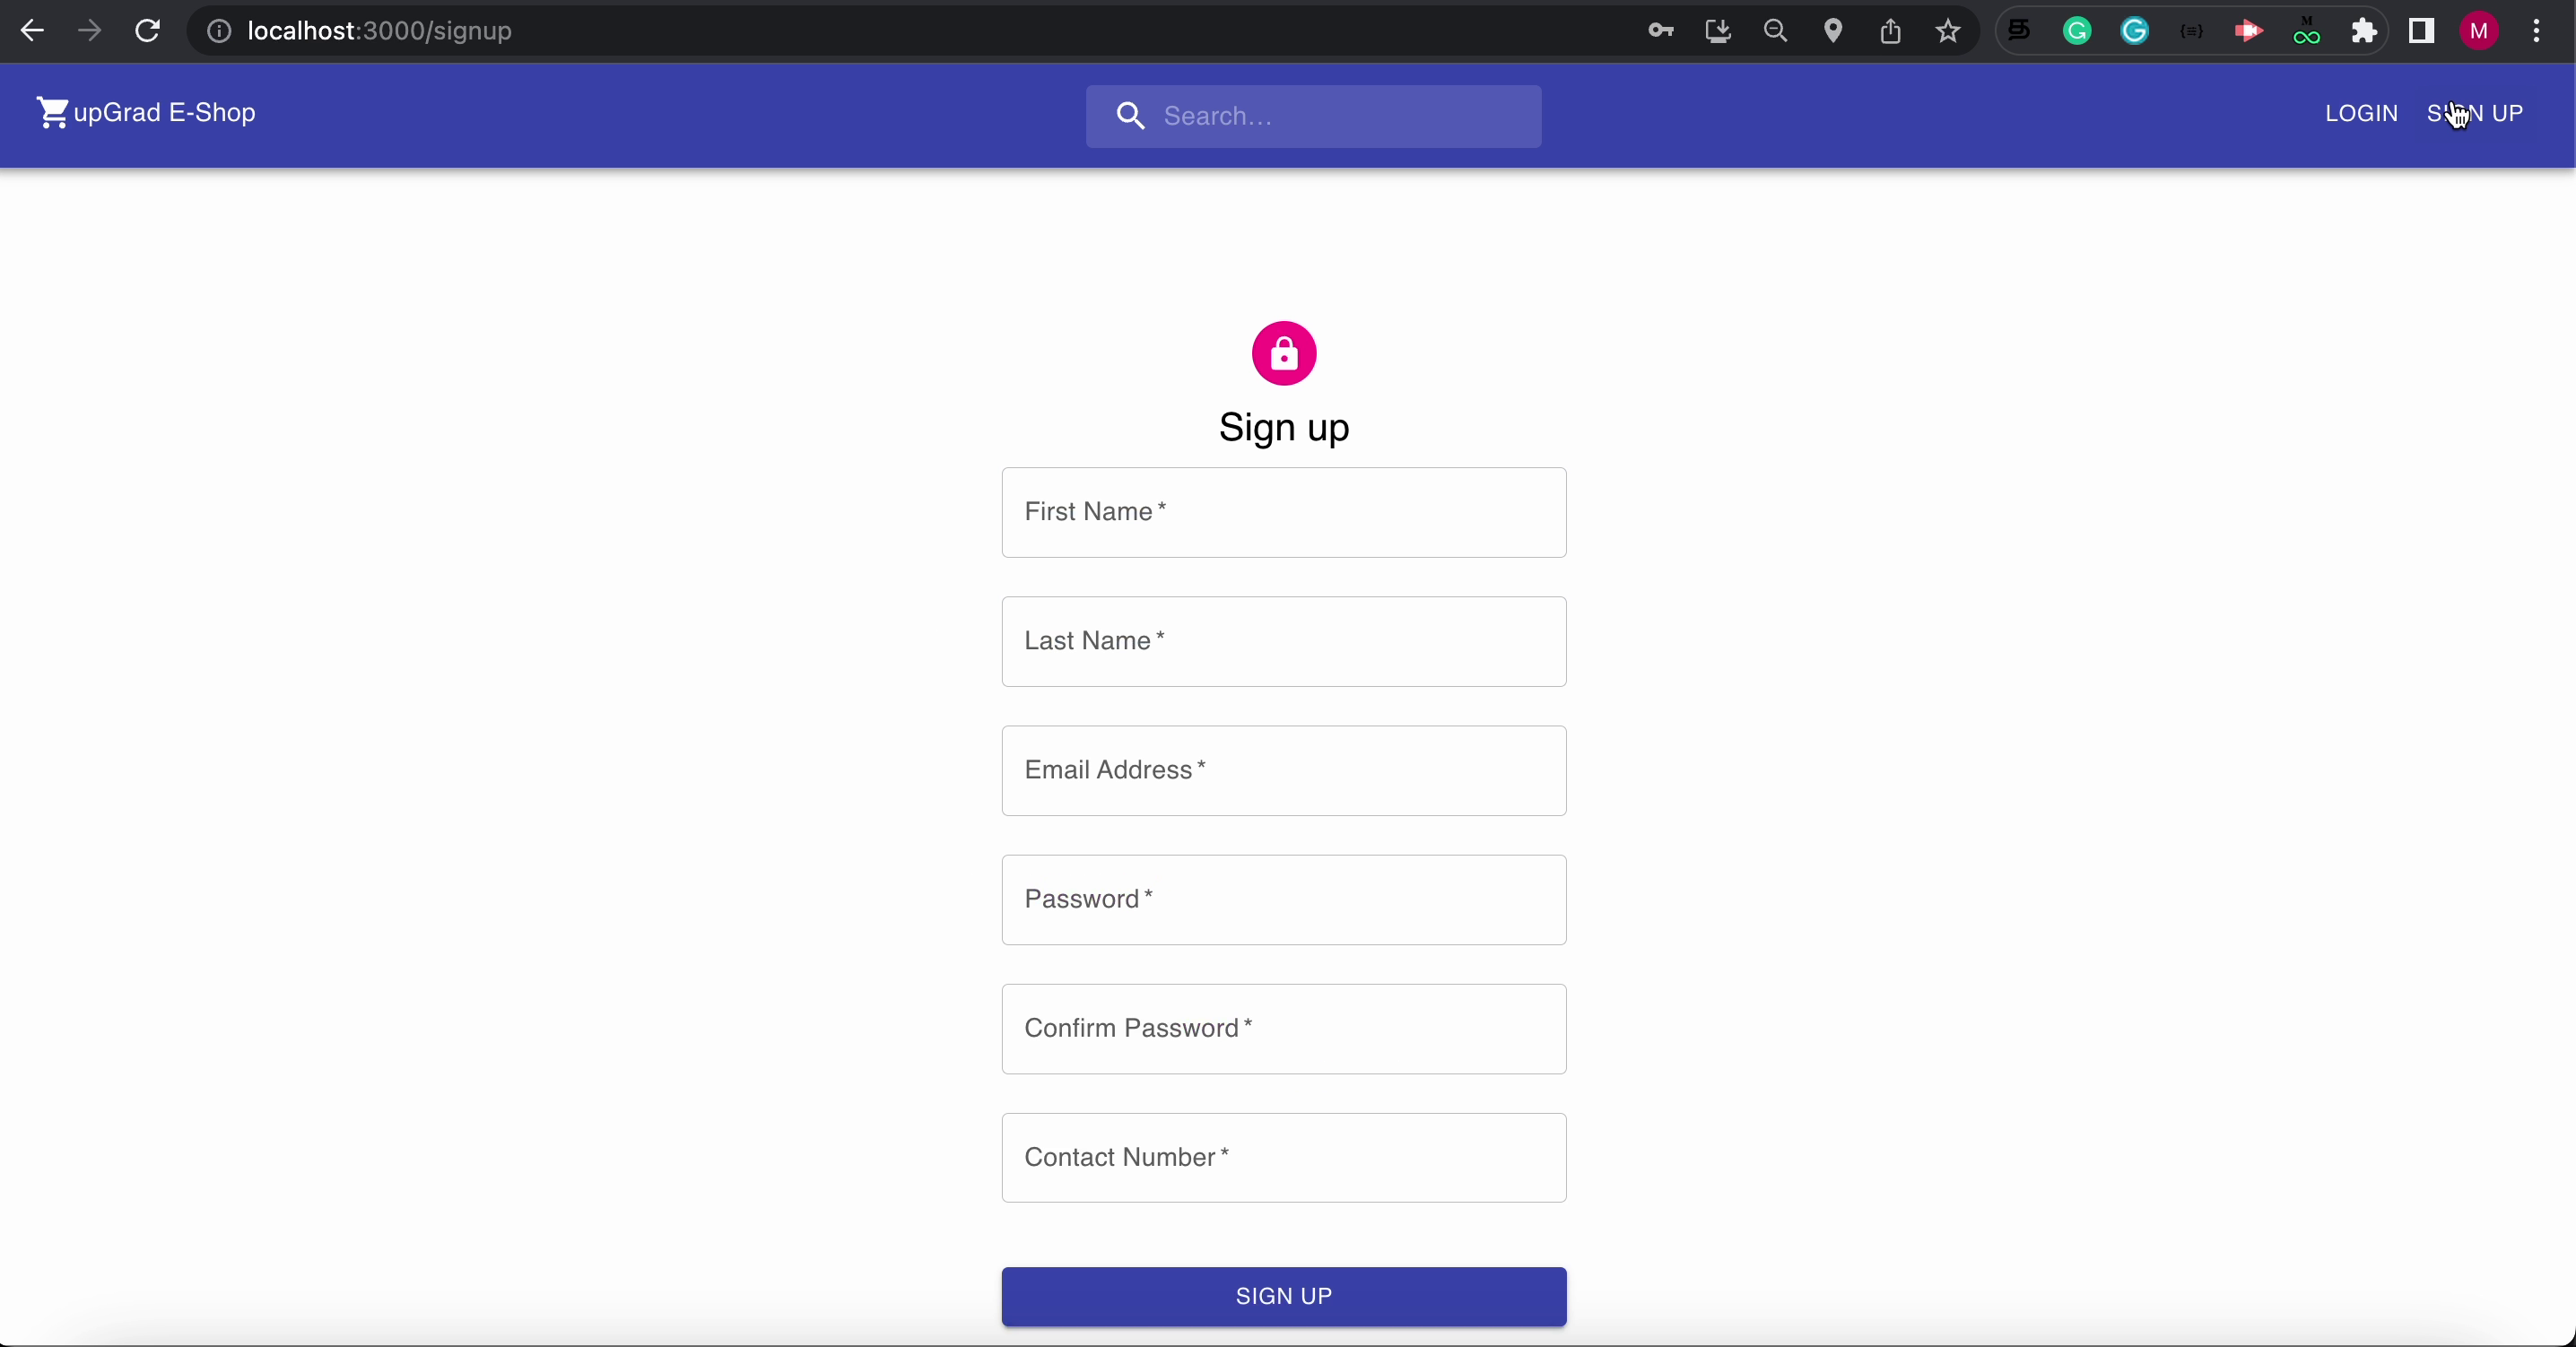 localhost:3000/signup
upGrad E-Shop
Search...
LOGIN
SIGN UP
Sign up
First Name *
Last Name *
Email Address *
Password *
Confirm Password *
Contact Number *
SIGN UP
M
M